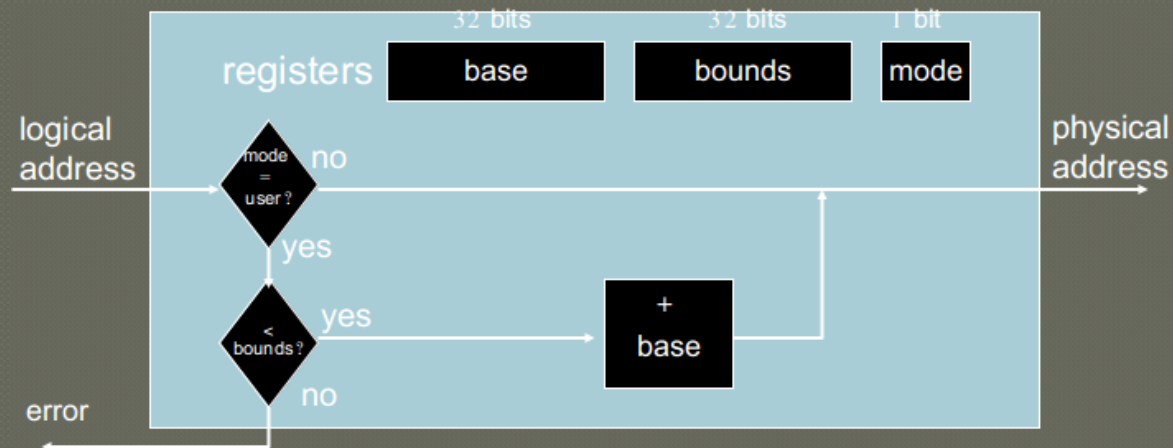 32 bits
32 bits
1 bit
registers
base
bounds
mode
logical
address
physical
address
mode
=
user?
no
yes
<
bounds?
yes
+
base
no
error